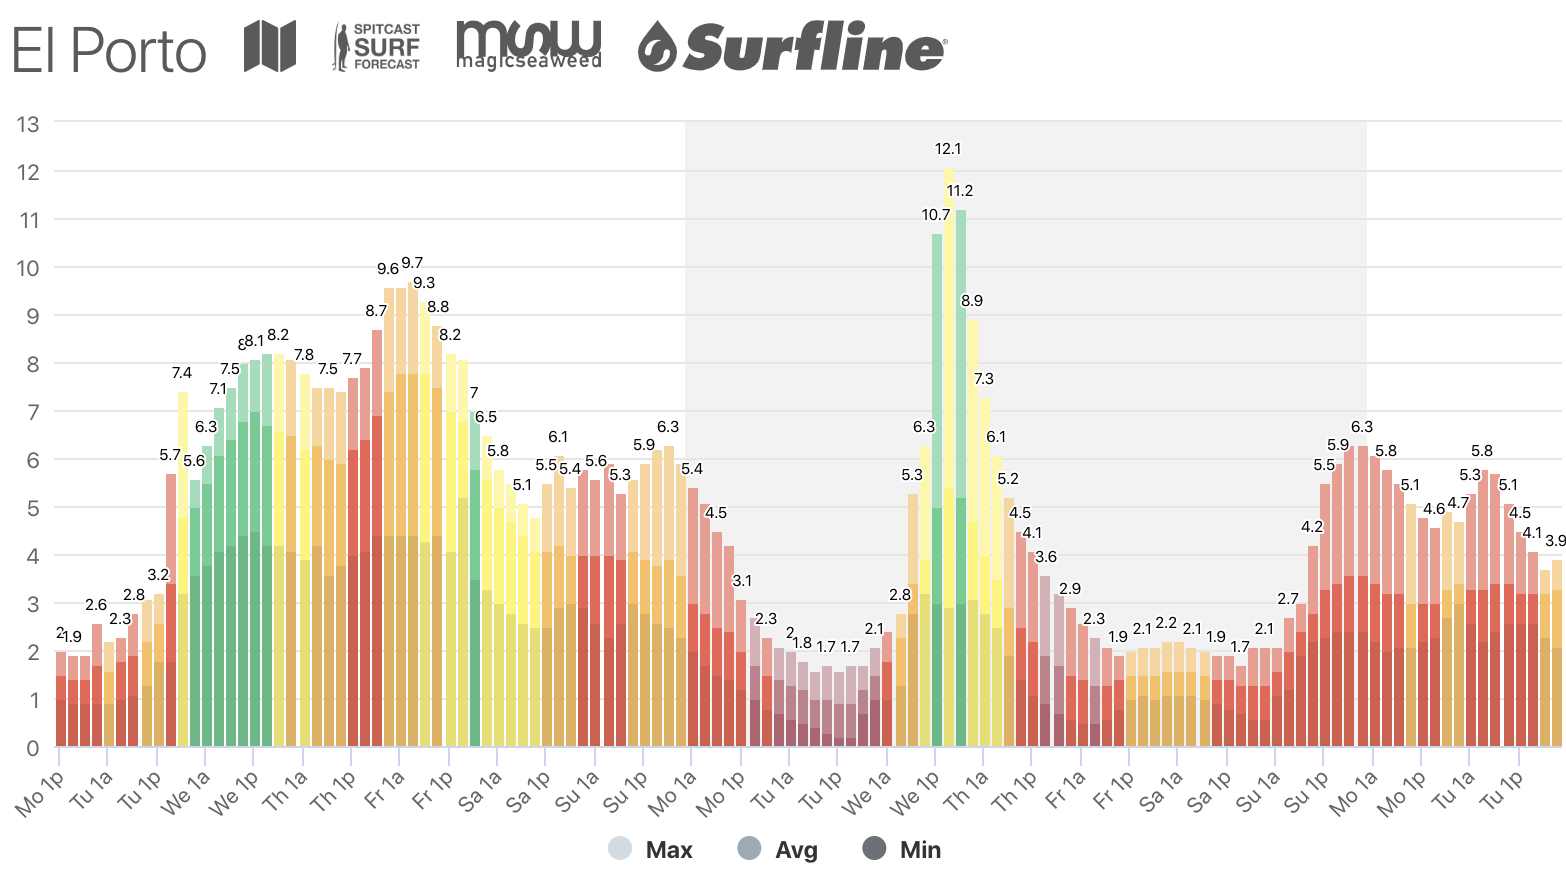 El Porto
SPITCAST
SURF
FORECAST
msw
magicseaweed
Surfline®
13
12
11
10
9
8
7
6
5
4
3
2
1
0
2
1.9
2.6
2.3
2.8
3.2
5.7
7.4
5.6
6.3
7.1
7.5
8.1
8.2
7.8
7.5
7.7
8.7
9.6
9.7
9.3
8.8
8.2
7
6.5
5.8
5.1
5.5
6.1
5.4
5.6
5.3
5.9
6.3
5.4
4.5
3.1
2.3
2
1.8
1.7
1.7
2.1
2.8
5.3
6.3
10.7
12.1
11.2
8.9
7.3
6.1
5.2
4.5
4.1
3.6
2.9
2.3
1.9
2.1
2.2
2.1
1.9
1.7
2.1
2.7
4.2
5.5
5.9
6.3
5.8
5.1
4.6
4.7
5.3
5.8
5.1
4.5
4.1
3.9
Mo 1p
Tu 1a
Tu 1p
We 1a
We 1p
Th 1a
Th 1p
Fr 1a
Fr 1p
Sa 1a
Sa 1p
Su 1a
Su 1p
Mo 1a
Mo 1p
Tu 1a
Tu 1p
We 1a
We 1p
Th 1a
Th 1p
Fr 1a
Fr 1p
Sa 1a
Sa 1p
Su 1a
Su 1p
Mo 1a
Mo 1p
Tu 1a
Tu 1p
Max Avg Min